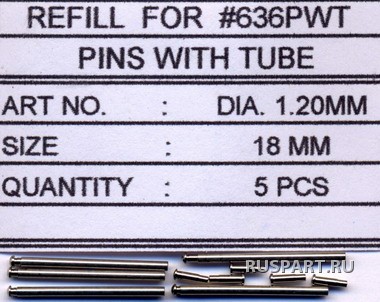 REFILL FOR #636PWT
PINS WITH TUBE
ART NO. : DIA. 1.20MM
SIZE : 18 MM
QUANTITY : 5 PCS
RUSPART.RU